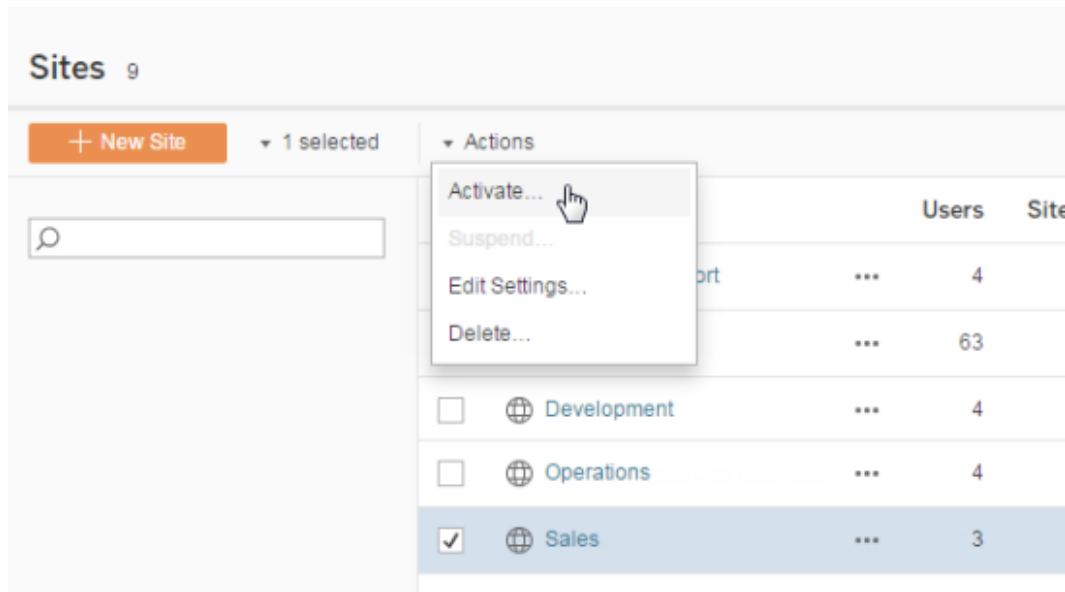 Sites 9
+ New Site 1 selected Actions
Activate...
Users Site
Suspend...
ort ... 4
Edit Settings...
Delete...
... 63
Development ... 4
Operations ... 4
Sales ... 3